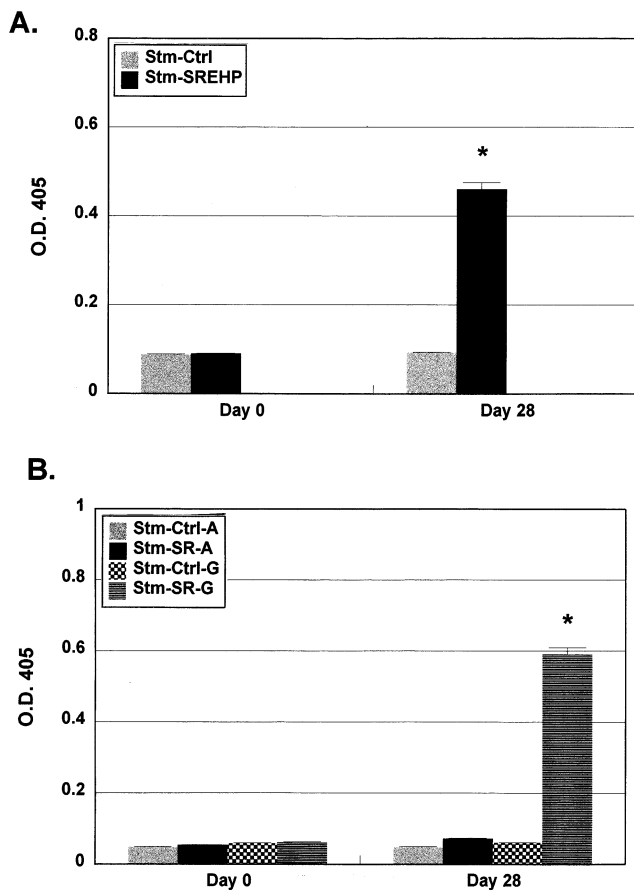 A.
0.8
Stm-Ctrl
Stm-SREHP
0.6
*
0.4
O.D. 405
0.2
0
Day 0 Day 28
B.
1
Stm-Ctrl-A
Stm-SR-A
Stm-Ctrl-G
Stm-SR-G
0.8
*
0.6
O.D. 405
0.4
0.2
0
Day 0 Day 28